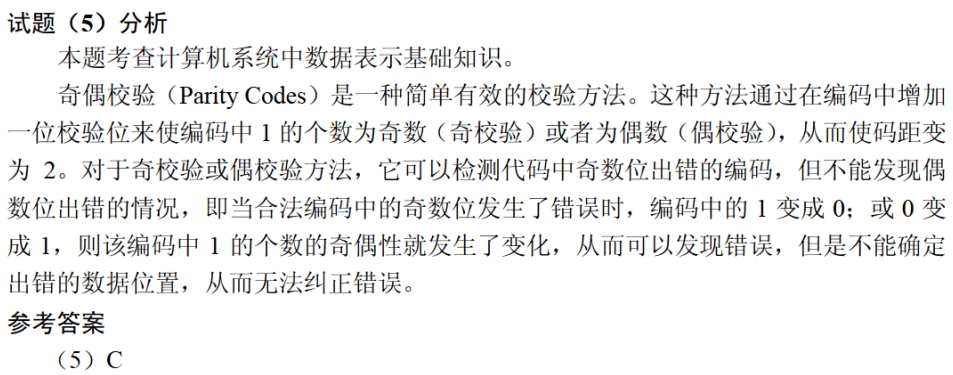 试题（5）分析
本题考查计算机系统中数据表示基础知识。
奇偶校验（Parity Codes）是一种简单有效的校验方法。这种方法通过在编码中增加
一位校验位来使编码中 1 的个数为奇数（奇校验）或者为偶数（偶校验），从而使码距变
为 2。对于奇校验或偶校验方法，它可以检测代码中奇数位出错的编码，但不能发现偶
数位出错的情况，即当合法编码中的奇数位发生了错误时，编码中的 1 变成 0；或 0 变
成 1，则该编码中 1 的个数的奇偶性就发生了变化，从而可以发现错误，但是不能确定
出错的数据位置，从而无法纠正错误。
参考答案
（5）C